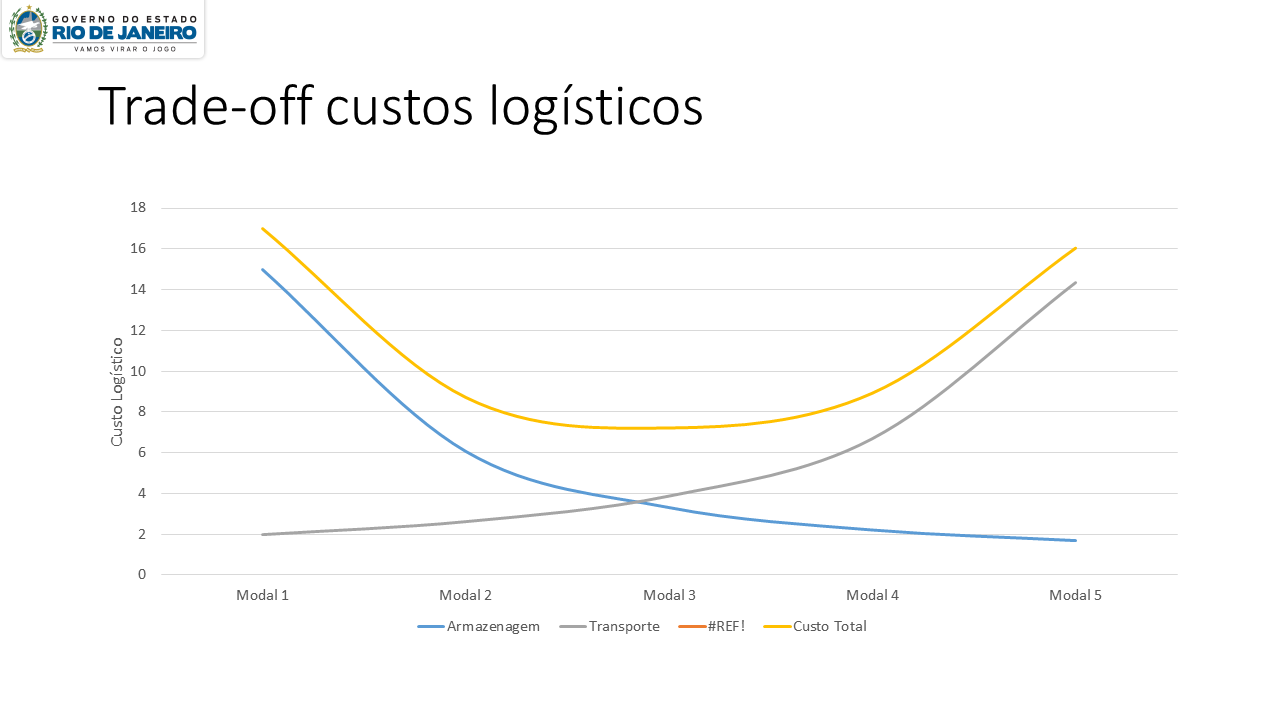 GOVERNO DO ESTADO
RIO DE JANEIRO
VAMOS VIRAR O JOGO
Trade-off custos logísticos
Custo Logístico
18
16
14
12
10
8
6
4
2
0
Modal 1 Modal 2 Modal 3 Modal 4 Modal 5
Armazenagem Transporte #REF! Custo Total